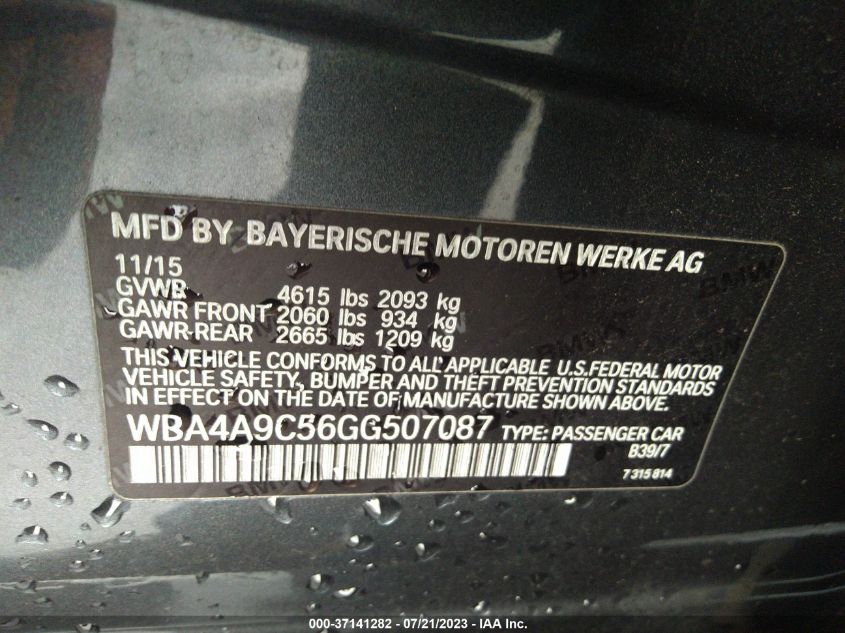 MFD BY BAYERISCHE MOTOREN WERKE AG
11/15
GVWR 4615 lbs 2093 kg
GAWR FRONT 2060 lbs 934 kg
GAWR-REAR 2665 lbs 1209 kg
THIS VEHICLE CONFORMS TO ALL APPLICABLE U.S.FEDERAL MOTOR
VEHICLE SAFETY, BUMPER AND THEFT PREVENTION STANDARDS
IN EFFECT ON THE DATE OF MANUFACTURE SHOWN ABOVE.
WBA4A9C56GG507087 TYPE: PASSENGER CAR
B39/7
7 315 814
000-37141282 - 07/21/2023 - IAA Inc.